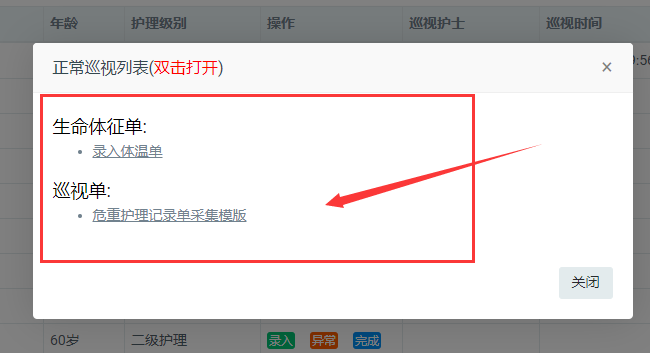 年龄 护理级别 操作 巡视护士 巡视时间
正常巡视列表(双击打开) ×
生命体征单:
• 录入体温单
巡视单:
• 危重护理记录单采集模版
关闭
60岁 二级护理 录入 异常 完成